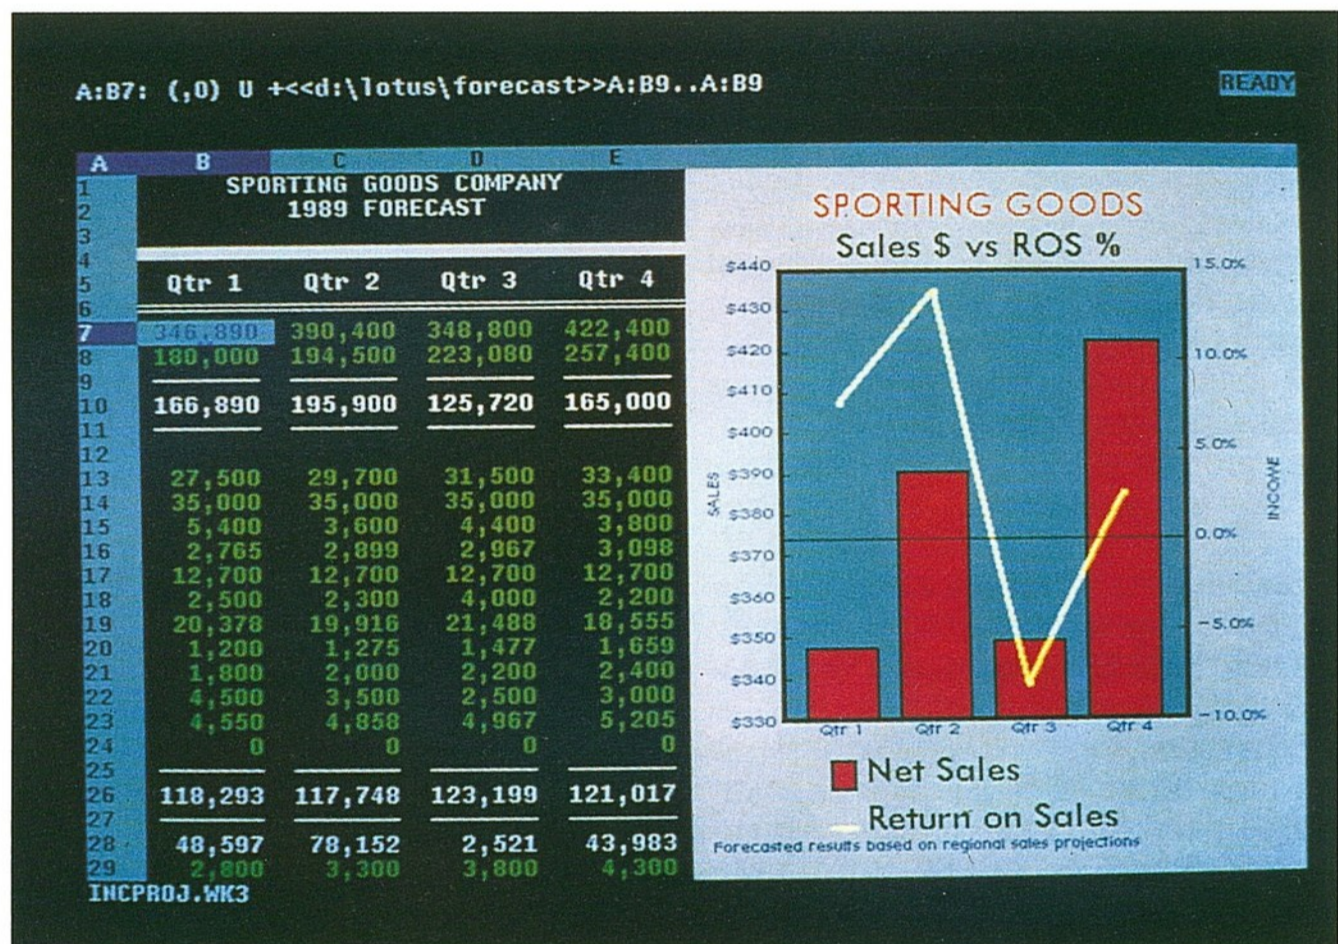 A:B7: (,0) U +<<d:\lotus\forecast>>A:B9..A:B9 READY
A B C D E
1 SPORTING GOODS COMPANY
2 1989 FORECAST
3
4
5 Qtr 1 Qtr 2 Qtr 3 Qtr 4
6
7 346,890 390,400 348,800 422,400
8 180,000 194,500 223,080 257,400
9
10 166,890 195,900 125,720 165,000
11
12
13 27,500 29,700 31,500 33,400
14 35,000 35,000 35,000 35,000
15 5,400 3,600 4,400 3,800
16 2,765 2,899 2,967 3,098
17 12,700 12,700 12,700 12,700
18 2,500 2,300 4,000 2,200
19 20,378 19,916 21,488 18,555
20 1,200 1,275 1,477 1,659
21 1,800 2,000 2,200 2,400
22 4,500 3,500 2,500 3,000
23 4,550 4,858 4,967 5,205
24 0 0 0 0
25
26 118,293 117,748 123,199 121,017
27
28 48,597 78,152 2,521 43,983
29 2,800 3,300 3,800 4,300
INCPROJ.WK3
SPORTING GOODS
Sales $ vs ROS %
$440
$430
$420
$410
$400
$390
$380
$370
$360
$350
$340
$330
SALES
15.0%
10.0%
5.0%
0.0%
-5.0%
-10.0%
INCOME
Qtr 1 Qtr 2 Qtr 3 Qtr 4
Net Sales
Return on Sales
Forecasted results based on regional sales projections